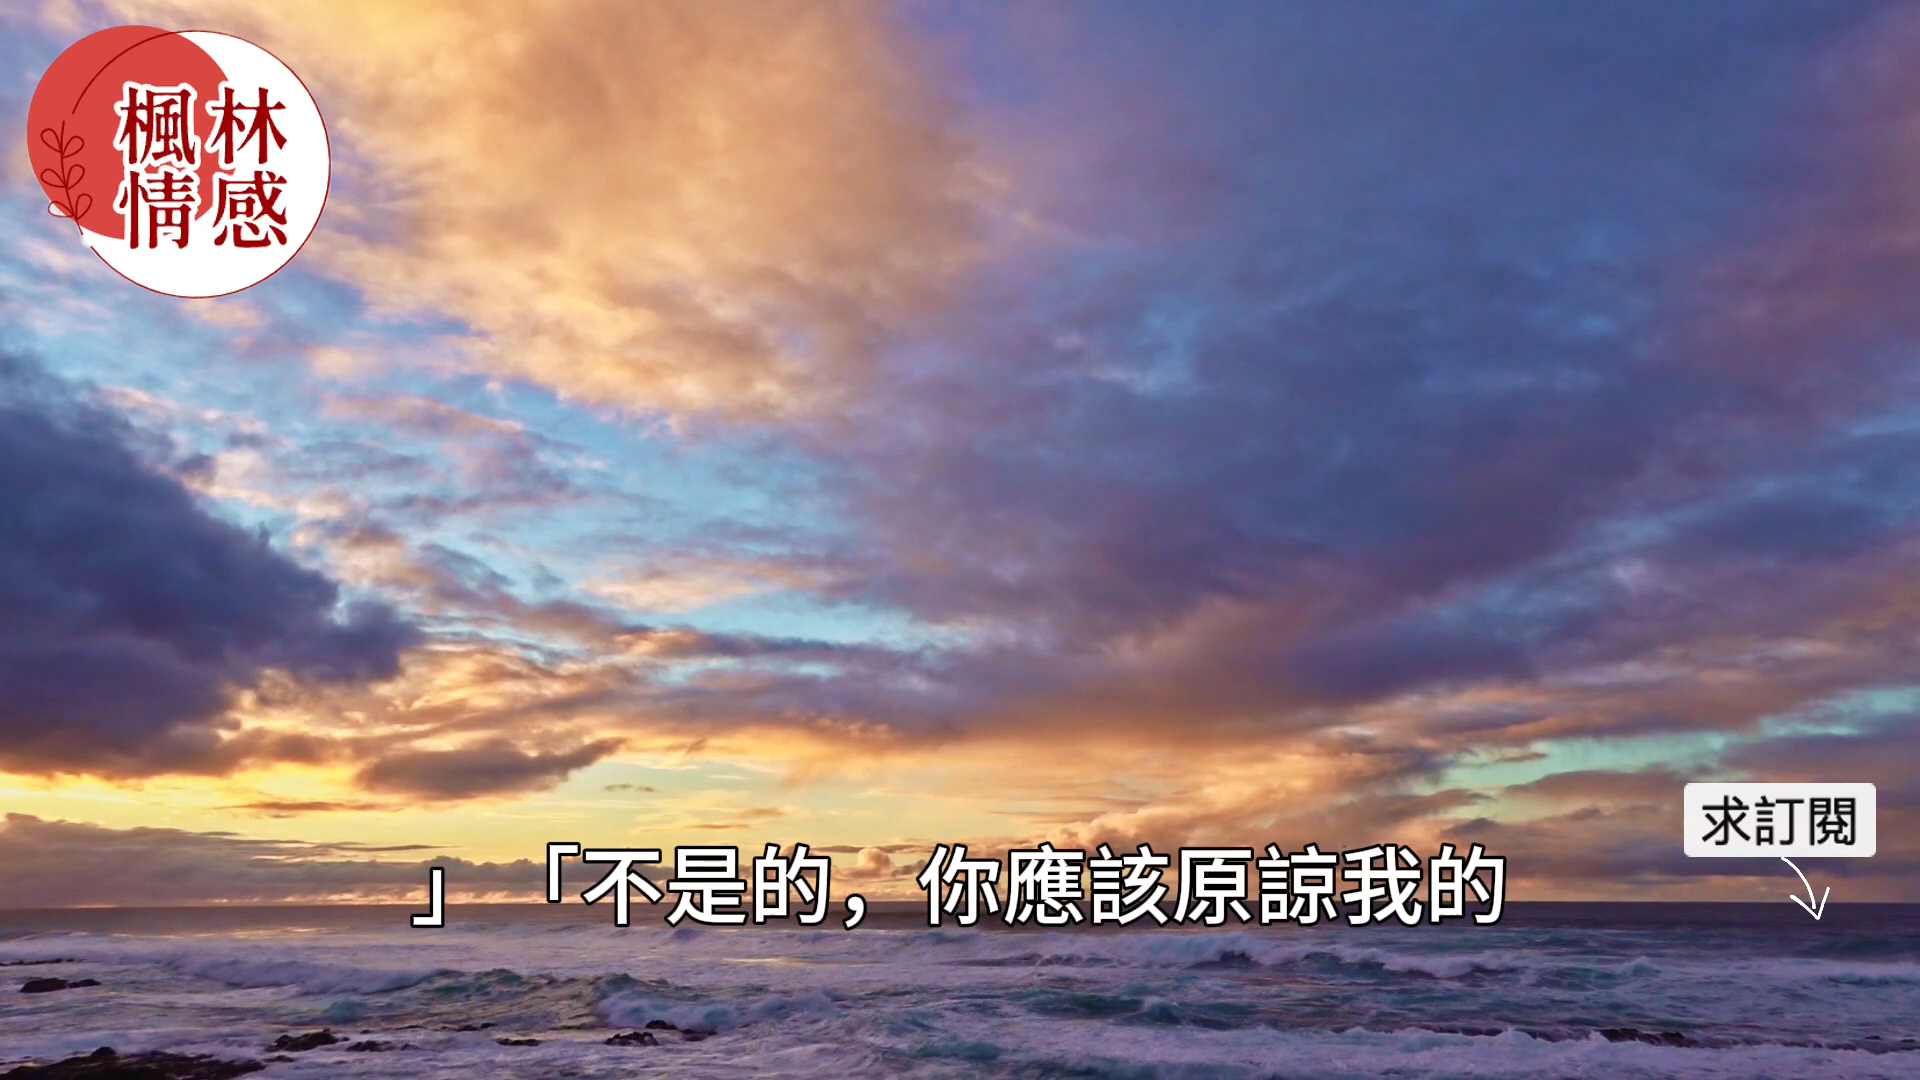 楓林
情感
求訂閱
」「不是的，你應該原諒我的